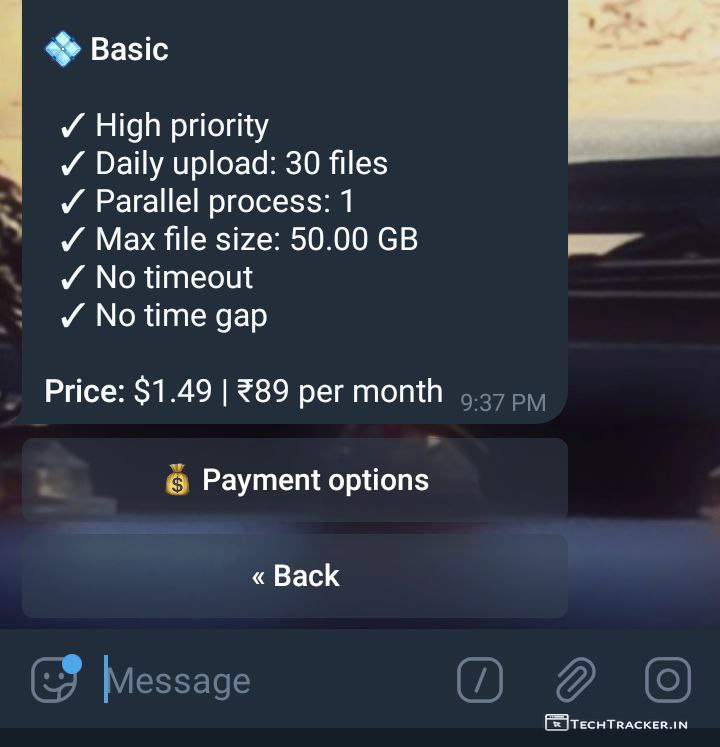 Basic
✓ High priority
✓ Daily upload: 30 files
✓ Parallel process: 1
✓ Max file size: 50.00 GB
✓ No timeout
✓ No time gap
Price: $1.49 | ₹89 per month 9:37 PM
Payment options
« Back
Message
TECHTRACKER.IN